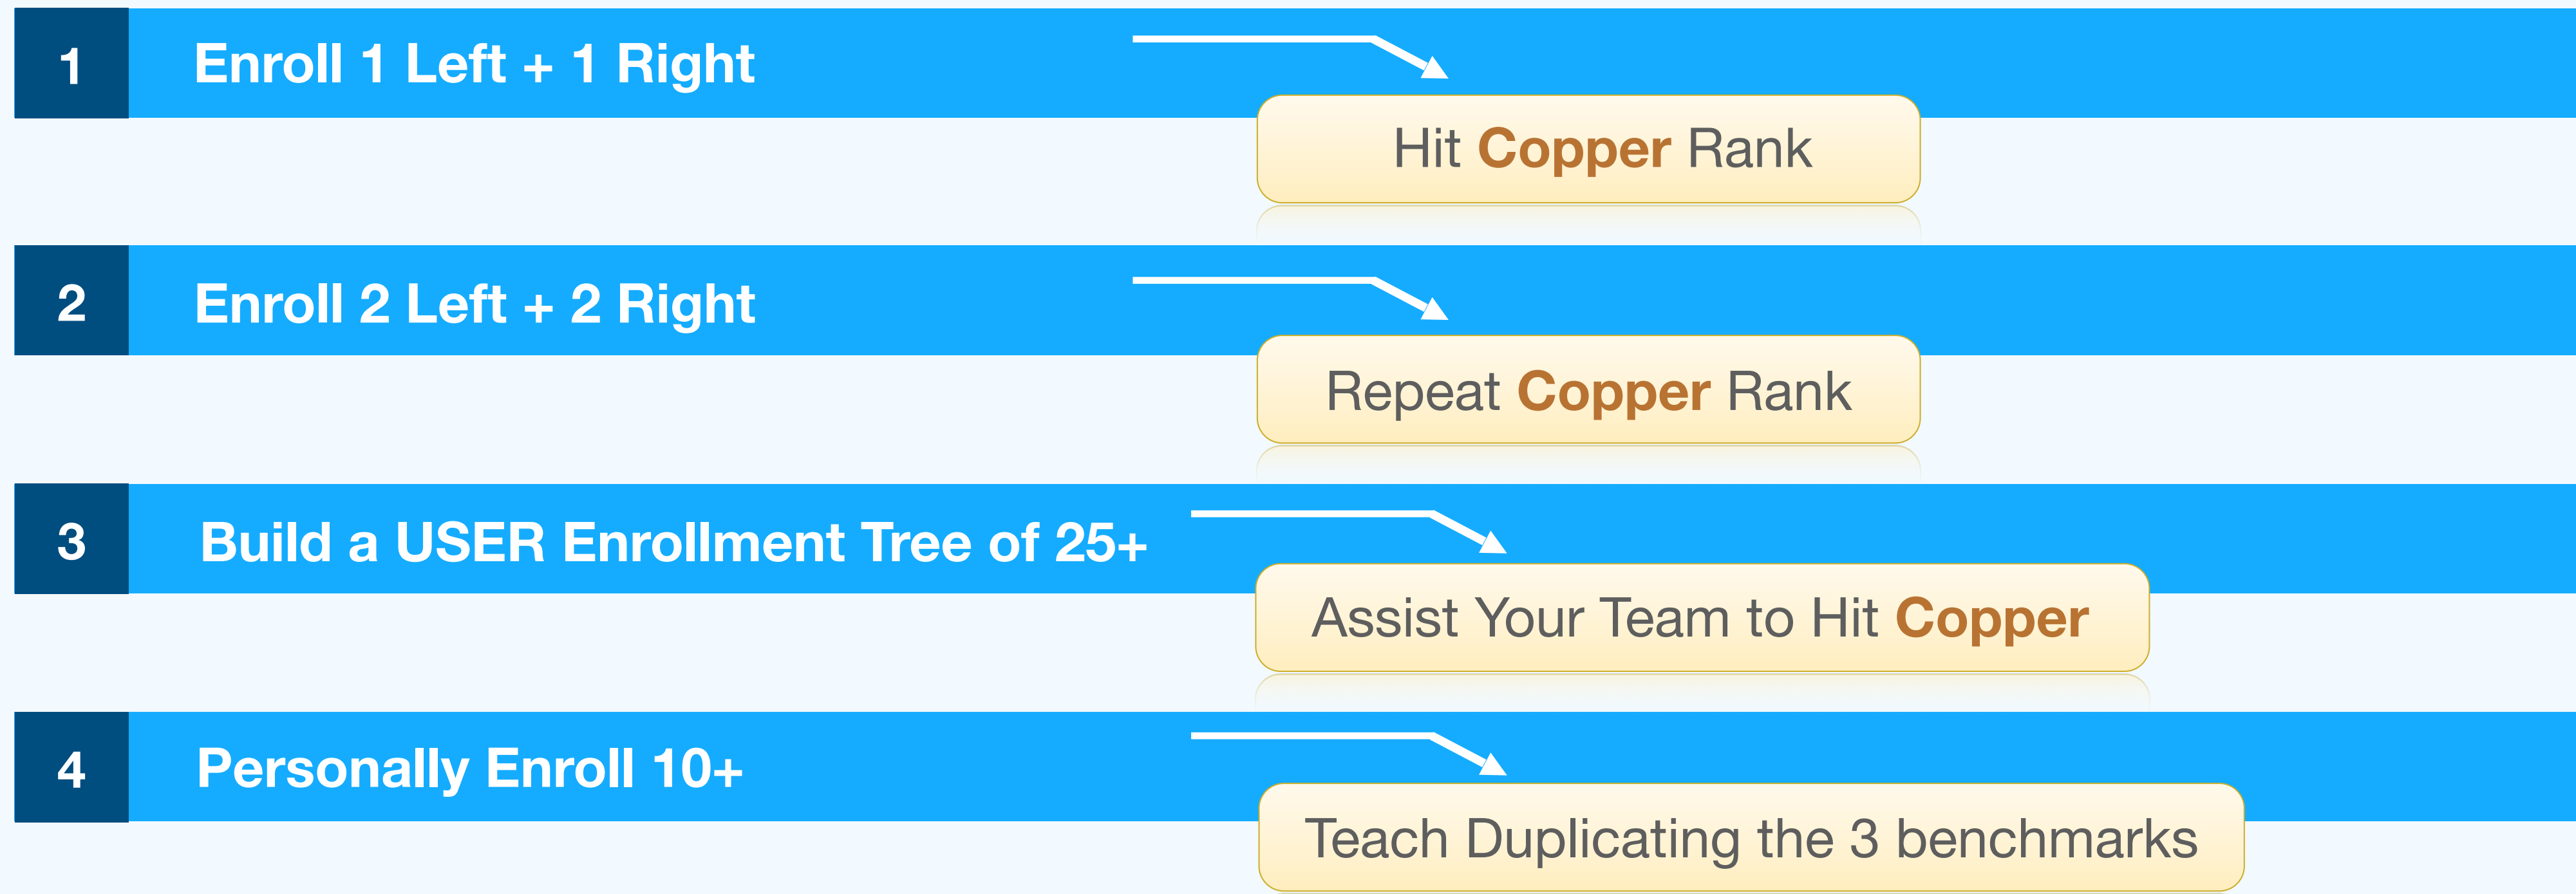 1
Enroll 1 Left + 1 Right
Hit Copper Rank
2
Enroll 2 Left + 2 Right
Repeat Copper Rank
3
Build a USER Enrollment Tree of 25+
Assist Your Team to Hit Copper
4
Personally Enroll 10+
Teach Duplicating the 3 benchmarks